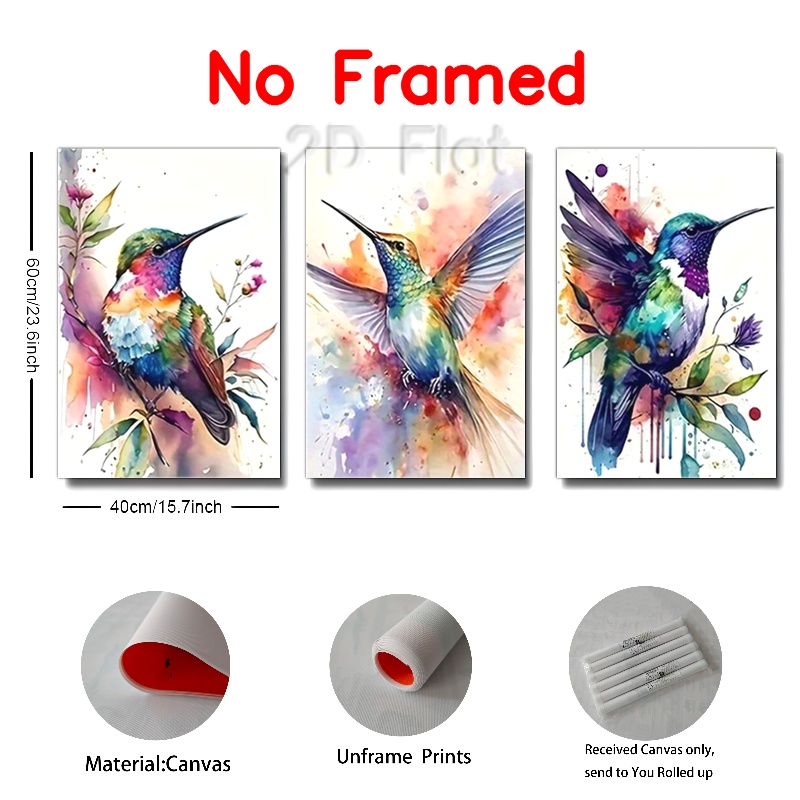 No Framed
2D Flat
60cm/23.6inch
40cm/15.7inch
Material:Canvas
Unframe Prints
Received Canvas only,
send to You Rolled up